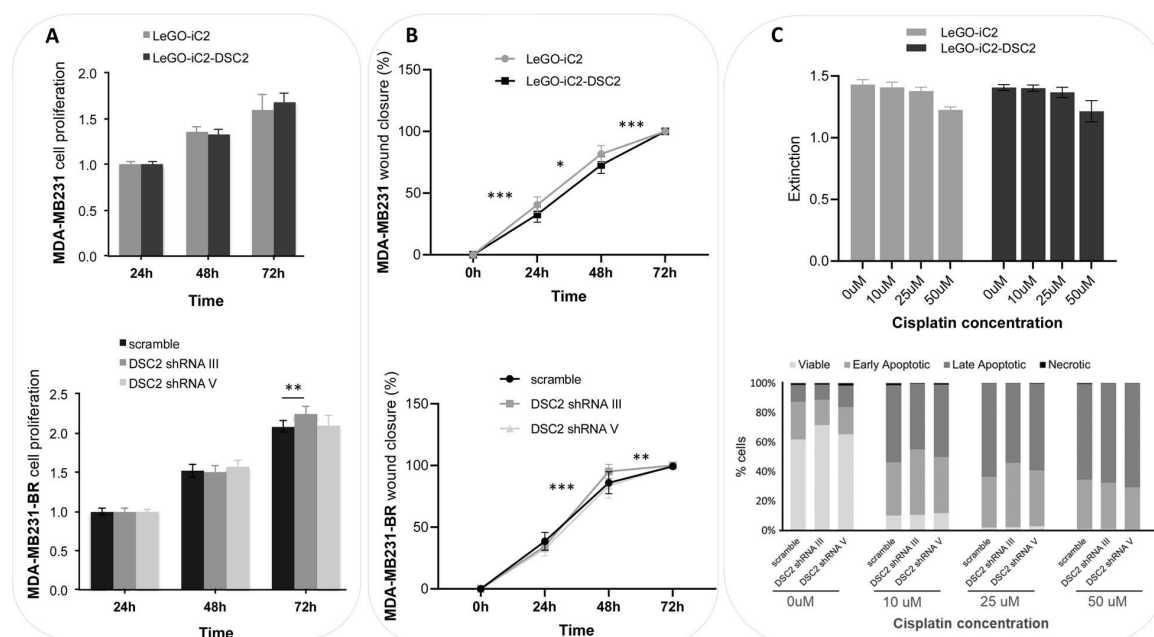 A
LeGO-iC2
LeGO-iC2-DSC2
MDA-MB231 cell proliferation
2.0
1.5
1.0
0.5
0.0
24h
48h
72h
Time
scramble
DSC2 shRNA III
DSC2 shRNA V
MDA-MB231-BR cell proliferation
2.5
2.0
1.5
1.0
0.5
0.0
**
24h
48h
72h
Time
B
LeGO-iC2
LeGO-iC2-DSC2
MDA-MB231 wound closure (%)
150
100
50
0
***
*
***
0h
24h
48h
72h
Time
scramble
DSC2 shRNA III
DSC2 shRNA V
MDA-MB231-BR wound closure (%)
150
100
50
0
***
**
0h
24h
48h
72h
Time
C
LeGO-iC2
LeGO-iC2-DSC2
Extinction
1.5
1.0
0.0
0uM
10uM
25uM
50uM
0uM
10uM
25uM
50uM
Cisplatin concentration
Viable
Early Apoptotic
Late Apoptotic
Necrotic
% cells
100%
80%
60%
40%
20%
0%
scramble
DSC2 shRNA III
DSC2 shRNA V
scramble
DSC2 shRNA III
DSC2 shRNA V
scramble
DSC2 shRNA III
DSC2 shRNA V
scramble
DSC2 shRNA III
DSC2 shRNA V
0uM
10 uM
25 uM
50 uM
Cisplatin concentration